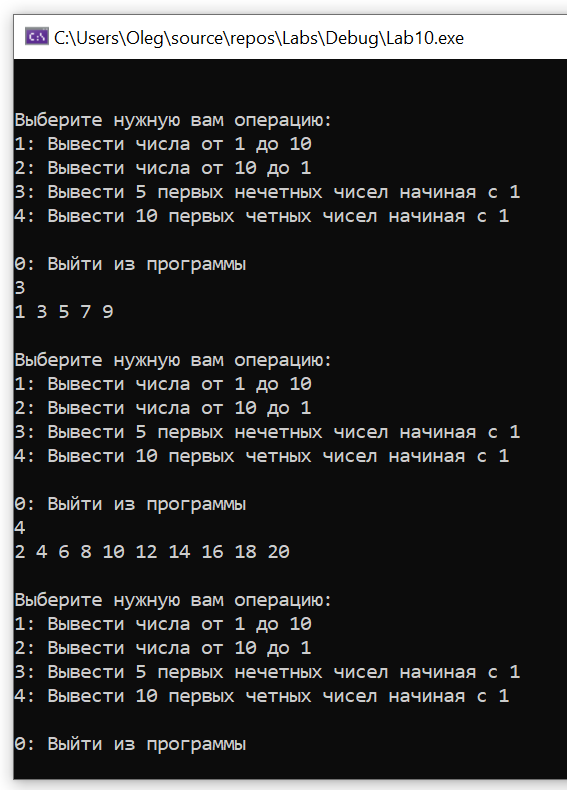 C:\Users\Oleg\source\repos\Labs\Debug\Lab10.exe
Выберите нужную вам операцию:
1: Вывести числа от 1 до 10
2: Вывести числа от 10 до 1
3: Вывести 5 первых нечетных чисел начиная с 1
4: Вывести 10 первых четных чисел начиная с 1
0: Выйти из программы
3
1 3 5 7 9
Выберите нужную вам операцию:
1: Вывести числа от 1 до 10
2: Вывести числа от 10 до 1
3: Вывести 5 первых нечетных чисел начиная с 1
4: Вывести 10 первых четных чисел начиная с 1
0: Выйти из программы
4
2 4 6 8 10 12 14 16 18 20
Выберите нужную вам операцию:
1: Вывести числа от 1 до 10
2: Вывести числа от 10 до 1
3: Вывести 5 первых нечетных чисел начиная с 1
4: Вывести 10 первых четных чисел начиная с 1
0: Выйти из программы